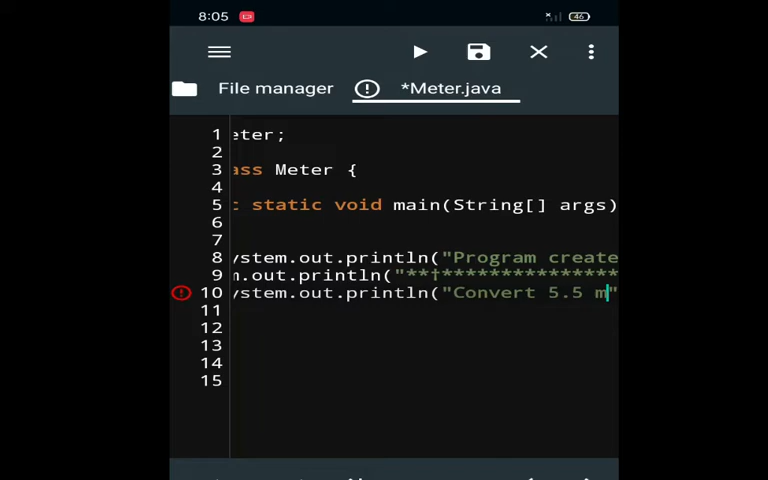 8:05 46
File manager *Meter.java
1 eter;
2
3 ass Meter {
4
5 c static void main(String[] args)
6
7
8 ystem.out.println("Program create
9 m.out.println("**†****************
10 ystem.out.println("Convert 5.5 m"
11
12
13
14
15